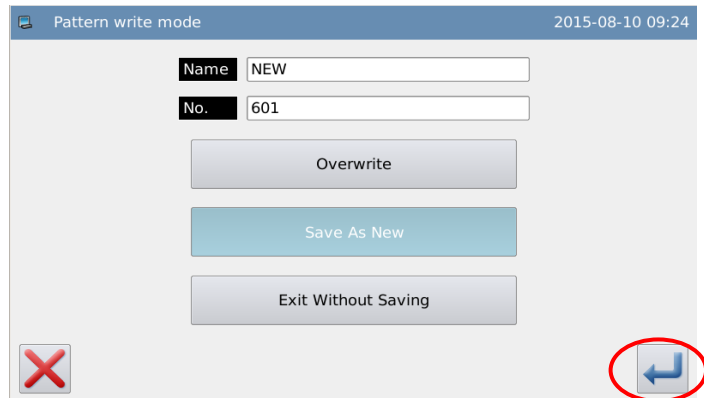 Pattern write mode 2015-08-10 09:24
Name NEW
No. 601
Overwrite
Save As New
Exit Without Saving